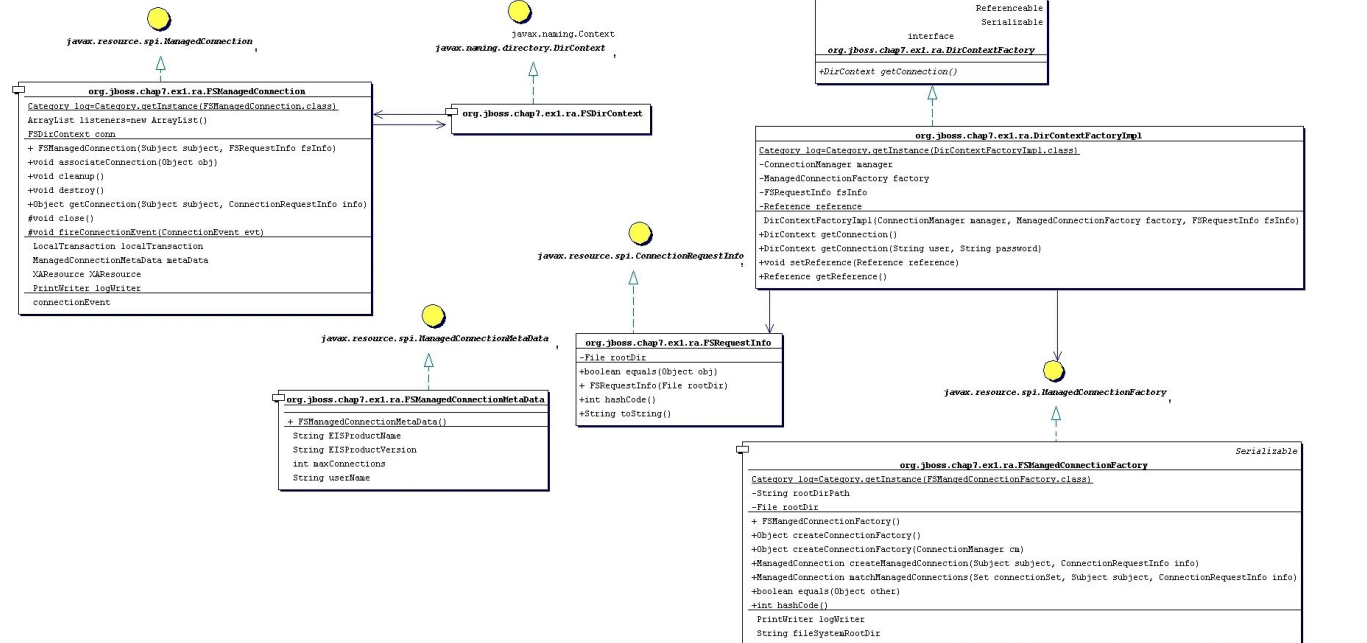 javax.resource.spi.ManagedConnection,
org.jboss.chap7.ex1.ra.FSManagedConnection
Category log=Category.getInstance(FSManagedConnection.class)
ArrayList listeners=new ArrayList()
FSDirContext conn
+ FSManagedConnection(Subject subject, FSRequestInfo fsInfo)
+void associateConnection(Object obj)
+void cleanup()
+void destroy()
+Object getConnection(Subject subject, ConnectionRequestInfo info)
#void close()
#void fireConnectionEvent(ConnectionEvent evt)
LocalTransaction localTransaction
ManagedConnectionMetaData metaData
XAResource XAResource
PrintWriter logWriter
connectionEvent
javax.naming.Context
javax.naming.directory.DirContext,
org.jboss.chap7.ex1.ra.FSDirContext
Referenceable
Serializable
interface
org.jboss.chap7.ex1.ra.DirContextFactory
+DirContext getConnection()
org.jboss.chap7.ex1.ra.DirContextFactoryImpl
Category log=Category.getInstance(DirContextFactoryImpl.class)
-ConnectionManager manager
-ManagedConnectionFactory factory
-FSRequestInfo fsInfo
-Reference reference
DirContextFactoryImpl(ConnectionManager manager, ManagedConnectionFactory factory, FSRequestInfo fsInfo)
+DirContext getConnection()
+DirContext getConnection(String user, String password)
+void setReference(Reference reference)
+Reference getReference()
javax.resource.spi.ConnectionRequestInfo,
org.jboss.chap7.ex1.ra.FSRequestInfo
-File rootDir
+boolean equals(Object obj)
+ FSRequestInfo(File rootDir)
+int hashCode()
+String toString()
javax.resource.spi.ManagedConnectionMetaData,
org.jboss.chap7.ex1.ra.FSManagedConnectionMetaData
+ FSManagedConnectionMetaData()
String EISProductName
String EISProductVersion
int maxConnections
String userName
javax.resource.spi.ManagedConnectionFactory,
Serializable
org.jboss.chap7.ex1.ra.FSMangedConnectionFactory
Category log=Category.getInstance(FSMangedConnectionFactory.class)
-String rootDirPath
-File rootDir
+ FSMangedConnectionFactory()
+Object createConnectionFactory()
+Object createConnectionFactory(ConnectionManager cm)
+ManagedConnection createManagedConnection(Subject subject, ConnectionRequestInfo info)
+ManagedConnection matchManagedConnections(Set connectionSet, Subject subject, ConnectionRequestInfo info)
+boolean equals(Object other)
+int hashCode()
PrintWriter logWriter
String fileSystemRootDir